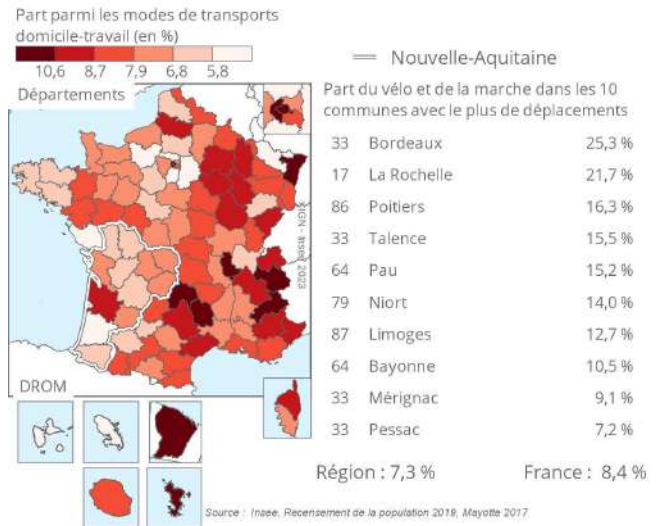 Part parmi les modes de transports
domicile-travail (en %)
10,6 8,7 7,9 6,8 5,8
Départements
Nouvelle-Aquitaine
Part du vélo et de la marche dans les 10
communes avec le plus de déplacements
33 Bordeaux 25,3 %
17 La Rochelle 21,7 %
86 Poitiers 16,3 %
33 Talence 15,5 %
64 Pau 15,2 %
79 Niort 14,0 %
87 Limoges 12,7 %
64 Bayonne 10,5 %
33 Mérignac 9,1 %
33 Pessac 7,2 %
Région : 7,3 % France : 8,4 %
IGN - Insee 2023
DROM
Source : Insee, Recensement de la population 2019, Mayotte 2017